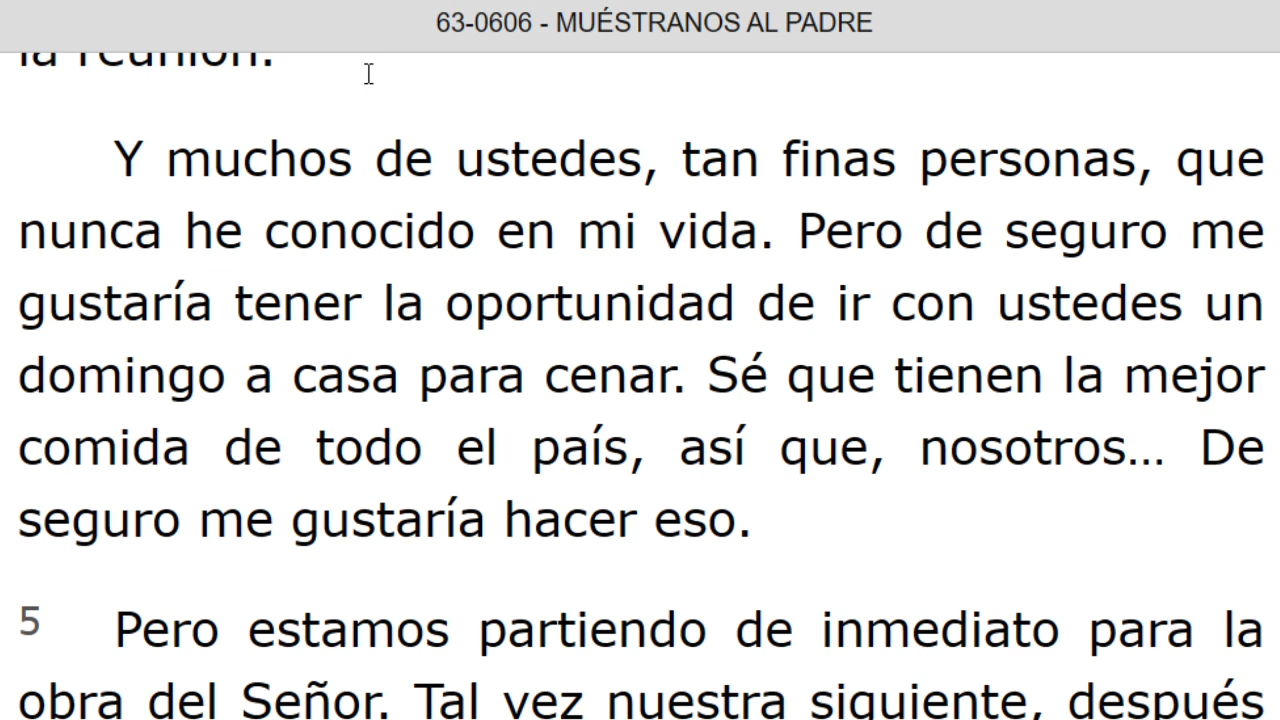 63-0606 - MUÉSTRANOS AL PADRE
la reunión.
Y muchos de ustedes, tan finas personas, que
nunca he conocido en mi vida. Pero de seguro me
gustaría tener la oportunidad de ir con ustedes un
domingo a casa para cenar. Sé que tienen la mejor
comida de todo el país, así que, nosotros… De
seguro me gustaría hacer eso.
5 Pero estamos partiendo de inmediato para la
obra del Señor. Tal vez nuestra siguiente, después